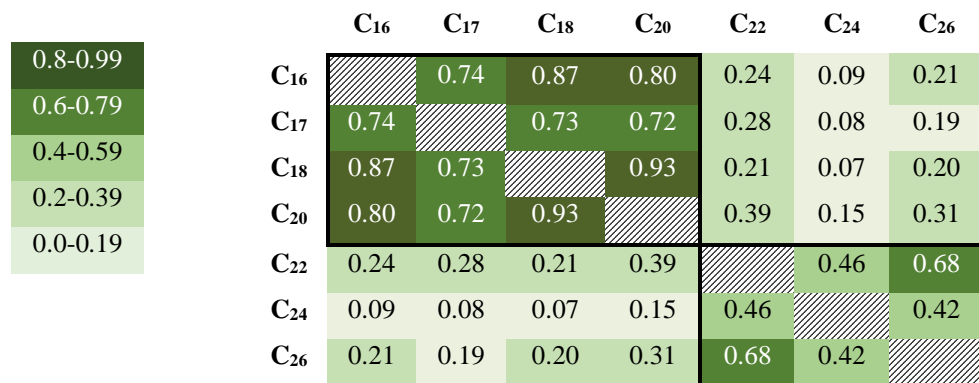 C16 C17 C18 C20 C22 C24 C26
0.8-0.99
0.6-0.79
0.4-0.59
0.2-0.39
0.0-0.19
C16 0.74 0.87 0.80 0.24 0.09 0.21
C17 0.74 0.73 0.72 0.28 0.08 0.19
C18 0.87 0.73 0.93 0.21 0.07 0.20
C20 0.80 0.72 0.93 0.39 0.15 0.31
C22 0.24 0.28 0.21 0.39 0.46 0.68
C24 0.09 0.08 0.07 0.15 0.46 0.42
C26 0.21 0.19 0.20 0.31 0.68 0.42